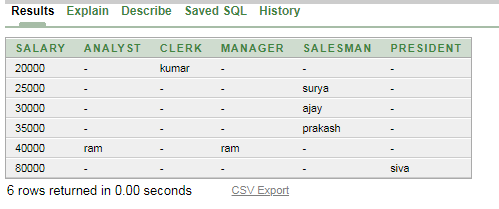 Results Explain Describe Saved SQL History
SALARY ANALYST CLERK MANAGER SALESMAN PRESIDENT
20000 - kumar - - -
25000 - - - surya -
30000 - - - ajay -
35000 - - - prakash -
40000 ram - ram - -
80000 - - - - siva
6 rows returned in 0.00 seconds CSV Export